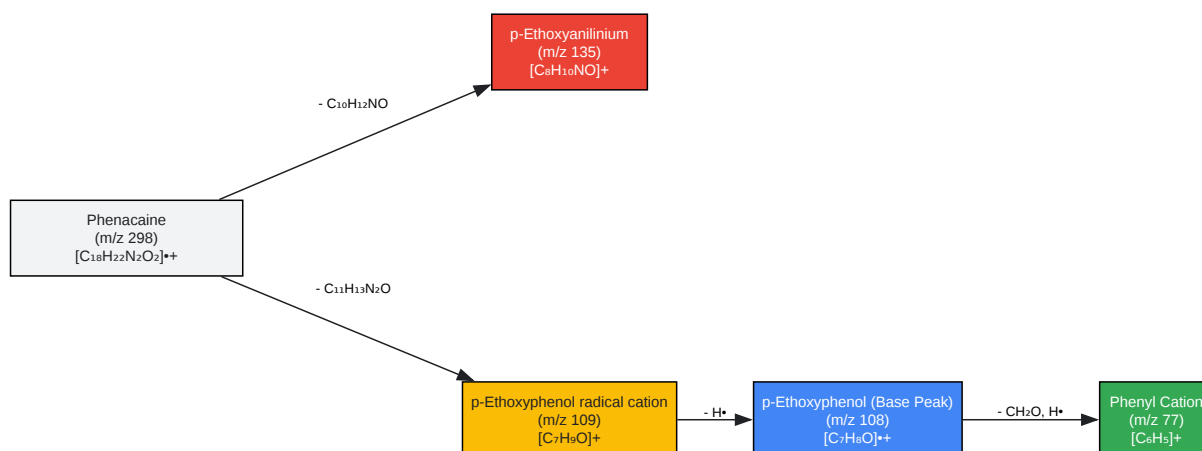 p-Ethoxyanilinium
(m/z 135)
[C₈H₁₀NO]+
- C₁₀H₁₂NO
Phenacaine
(m/z 298)
[C₁₈H₂₂N₂O₂]•+
- C₁₁H₁₃N₂O
p-Ethoxyphenol radical cation
(m/z 109)
[C₇H₉O]+
- H•
p-Ethoxyphenol (Base Peak)
(m/z 108)
[C₇H₈O]•+
- CH₂O, H•
Phenyl Cation
(m/z 77)
[C₆H₅]+